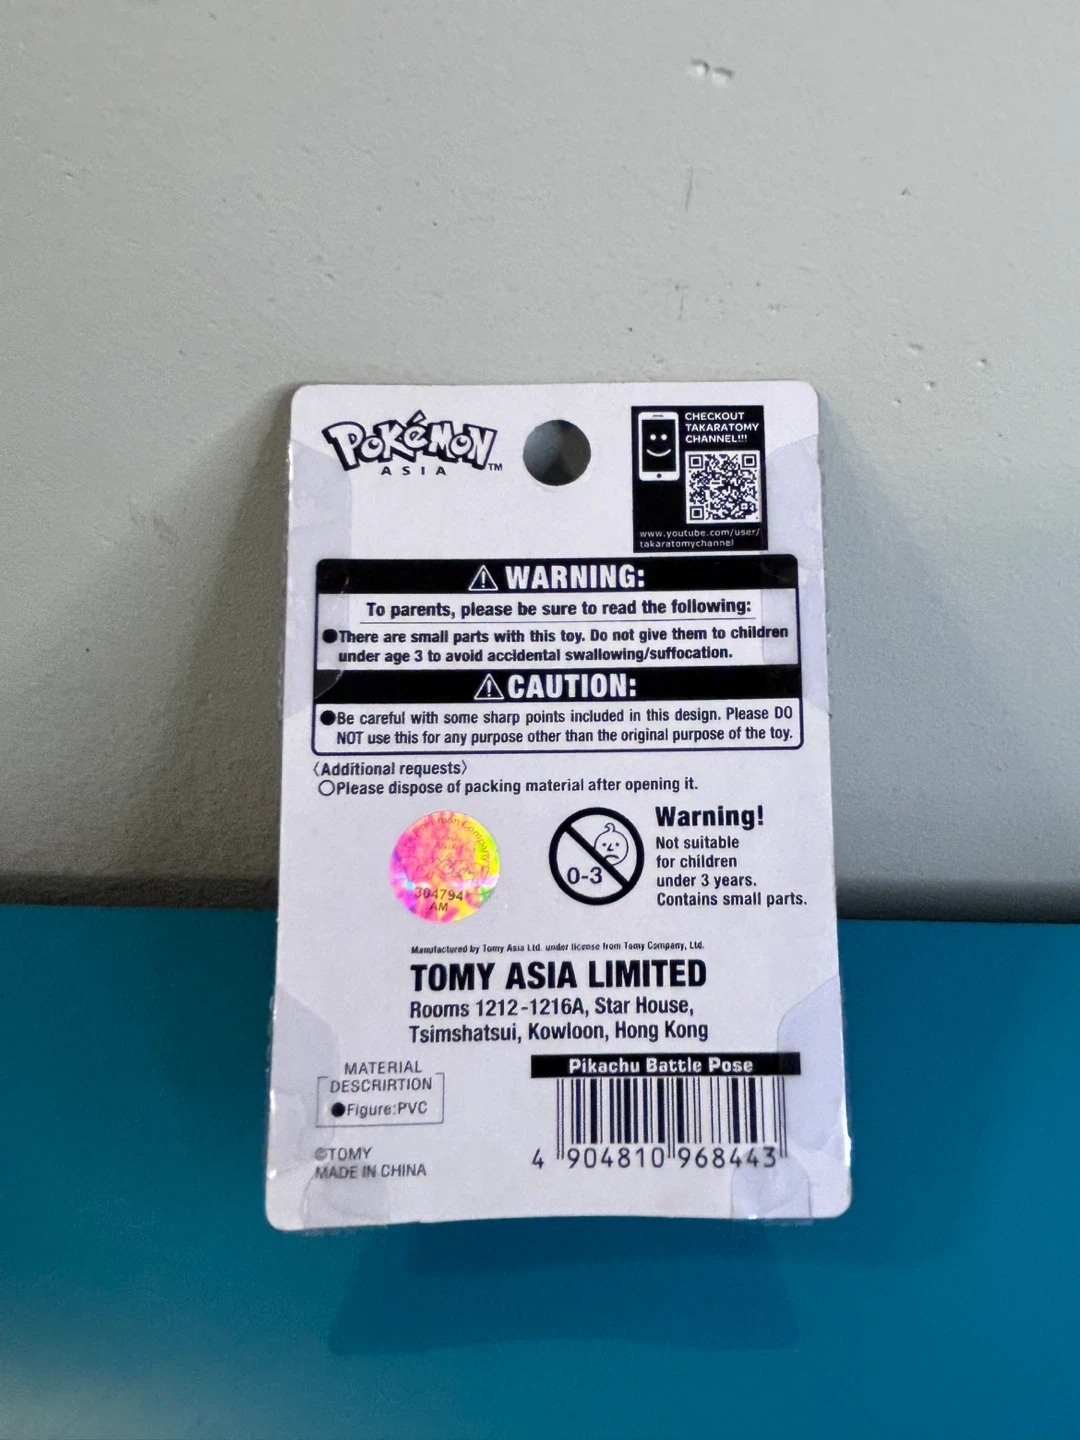 POKéMON™
ASIA
CHECKOUT
TAKARATOMY
CHANNEL!!!
www.youtube.com/user/
takaratomychannel
⚠ WARNING:
To parents, please be sure to read the following:
●There are small parts with this toy. Do not give them to children
under age 3 to avoid accidental swallowing/suffocation.
⚠ CAUTION:
●Be careful with some sharp points included in this design. Please DO
NOT use this for any purpose other than the original purpose of the toy.
〈Additional requests〉
○Please dispose of packing material after opening it.
304794
AM
0-3
Warning!
Not suitable
for children
under 3 years.
Contains small parts.
Manufactured by Tomy Asia Ltd. under license from Tomy Company, Ltd.
TOMY ASIA LIMITED
Rooms 1212-1216A, Star House,
Tsimshatsui, Kowloon, Hong Kong
MATERIAL
DESCRIRTION
●Figure:PVC
©TOMY
MADE IN CHINA
Pikachu Battle Pose
4 904810 968443